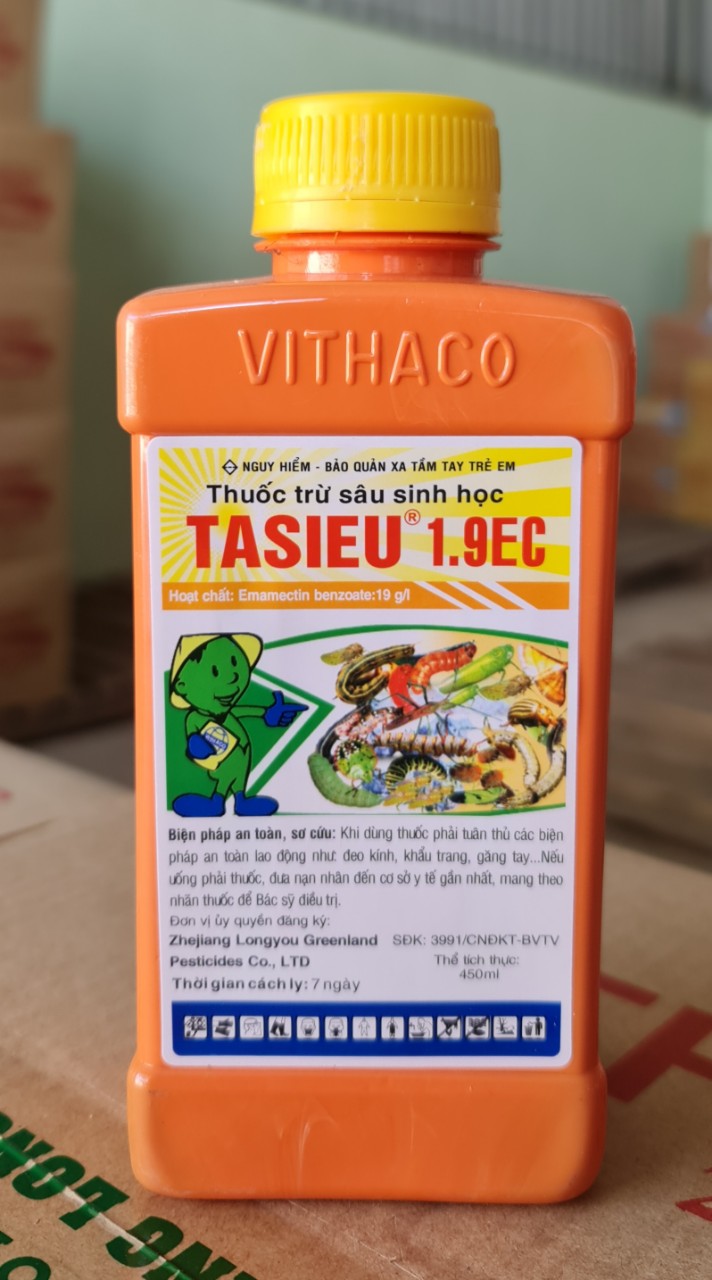 VITHACO
NGUY HIỂM - BẢO QUẢN XA TẦM TAY TRẺ EM
Thuốc trừ sâu sinh học
TASIEU® 1.9EC
Hoạt chất: Emamectin benzoate:19 g/l
Biện pháp an toàn, sơ cứu: Khi dùng thuốc phải tuân thủ các biện
pháp an toàn lao động như: đeo kính, khẩu trang, găng tay...Nếu
uống phải thuốc, đưa nạn nhân đến cơ sở y tế gần nhất, mang theo
nhãn thuốc để Bác sỹ điều trị.
Đơn vị ủy quyền đăng ký:
Zhejiang Longyou Greenland SĐK: 3991/CNĐKT-BVTV
Pesticides Co., LTD Thể tích thực:
450ml
Thời gian cách ly: 7 ngày